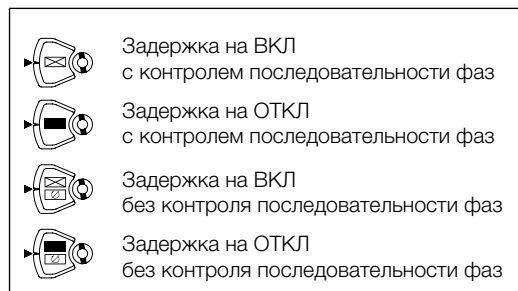 Задержка на ВКЛ
с контролем последовательности фаз
Задержка на ОТКЛ
с контролем последовательности фаз
Задержка на ВКЛ
без контроля последовательности фаз
Задержка на ОТКЛ
без контроля последовательности фаз